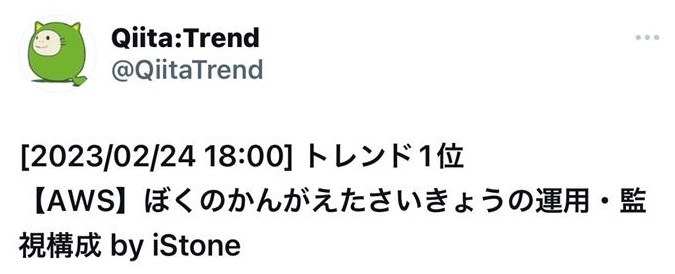 Qiita:Trend
@QiitaTrend
[2023/02/24 18:00] トレンド1位
【AWS】ぼくのかんがえたさいきょうの運用・監
視構成 by iStone